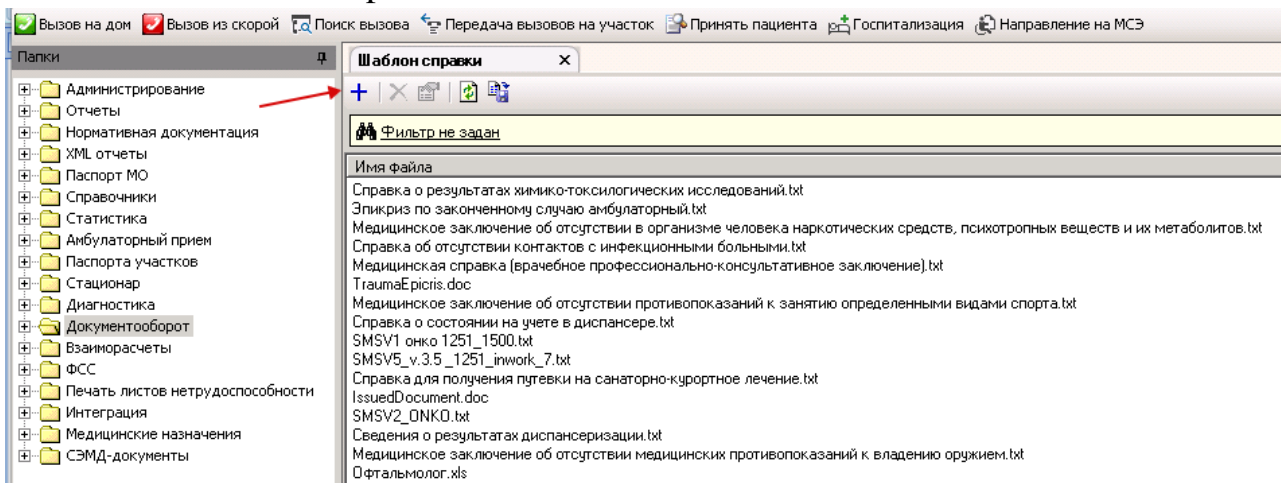 Вызов на дом Вызов из скорой Поиск вызова Передача вызовов на участок Принять пациента Госпитализация Направление на МСЭ
Папки
Администрирование
Отчеты
Нормативная документация
XML отчеты
Паспорт МО
Справочники
Статистика
Амбулаторный прием
Паспорта участков
Стационар
Диагностика
Документооборот
Взаиморасчеты
ФСС
Печать листов нетрудоспособности
Интеграция
Медицинские назначения
СЭМД-документы
Шаблон справки
Фильтр не задан
Имя файла
Справка о результатах химико-токсилогических исследований.txt
Эпикриз по законченному случаю амбулаторный.txt
Медицинское заключение об отсутствии в организме человека наркотических средств, психотропных веществ и их метаболитов.txt
Справка об отсутствии контактов с инфекционными больными.txt
Медицинская справка (врачебное профессионально-консультативное заключение).txt
TraumaEpicris.doc
Медицинское заключение об отсутствии противопоказаний к занятию определенными видами спорта.txt
Справка о состоянии на учете в диспансере.txt
SMSV1 онко 1251_1500.txt
SMSV5_v.3.5 _1251_inwork_7.txt
Справка для получения путевки на санаторно-курортное лечение.txt
IssuedDocument.doc
SMSV2_ONKO.txt
Сведения о результатах диспансеризации.txt
Медицинское заключение об отсутствии медицинских противопоказаний к владению оружием.txt
Офтальмолог.xls